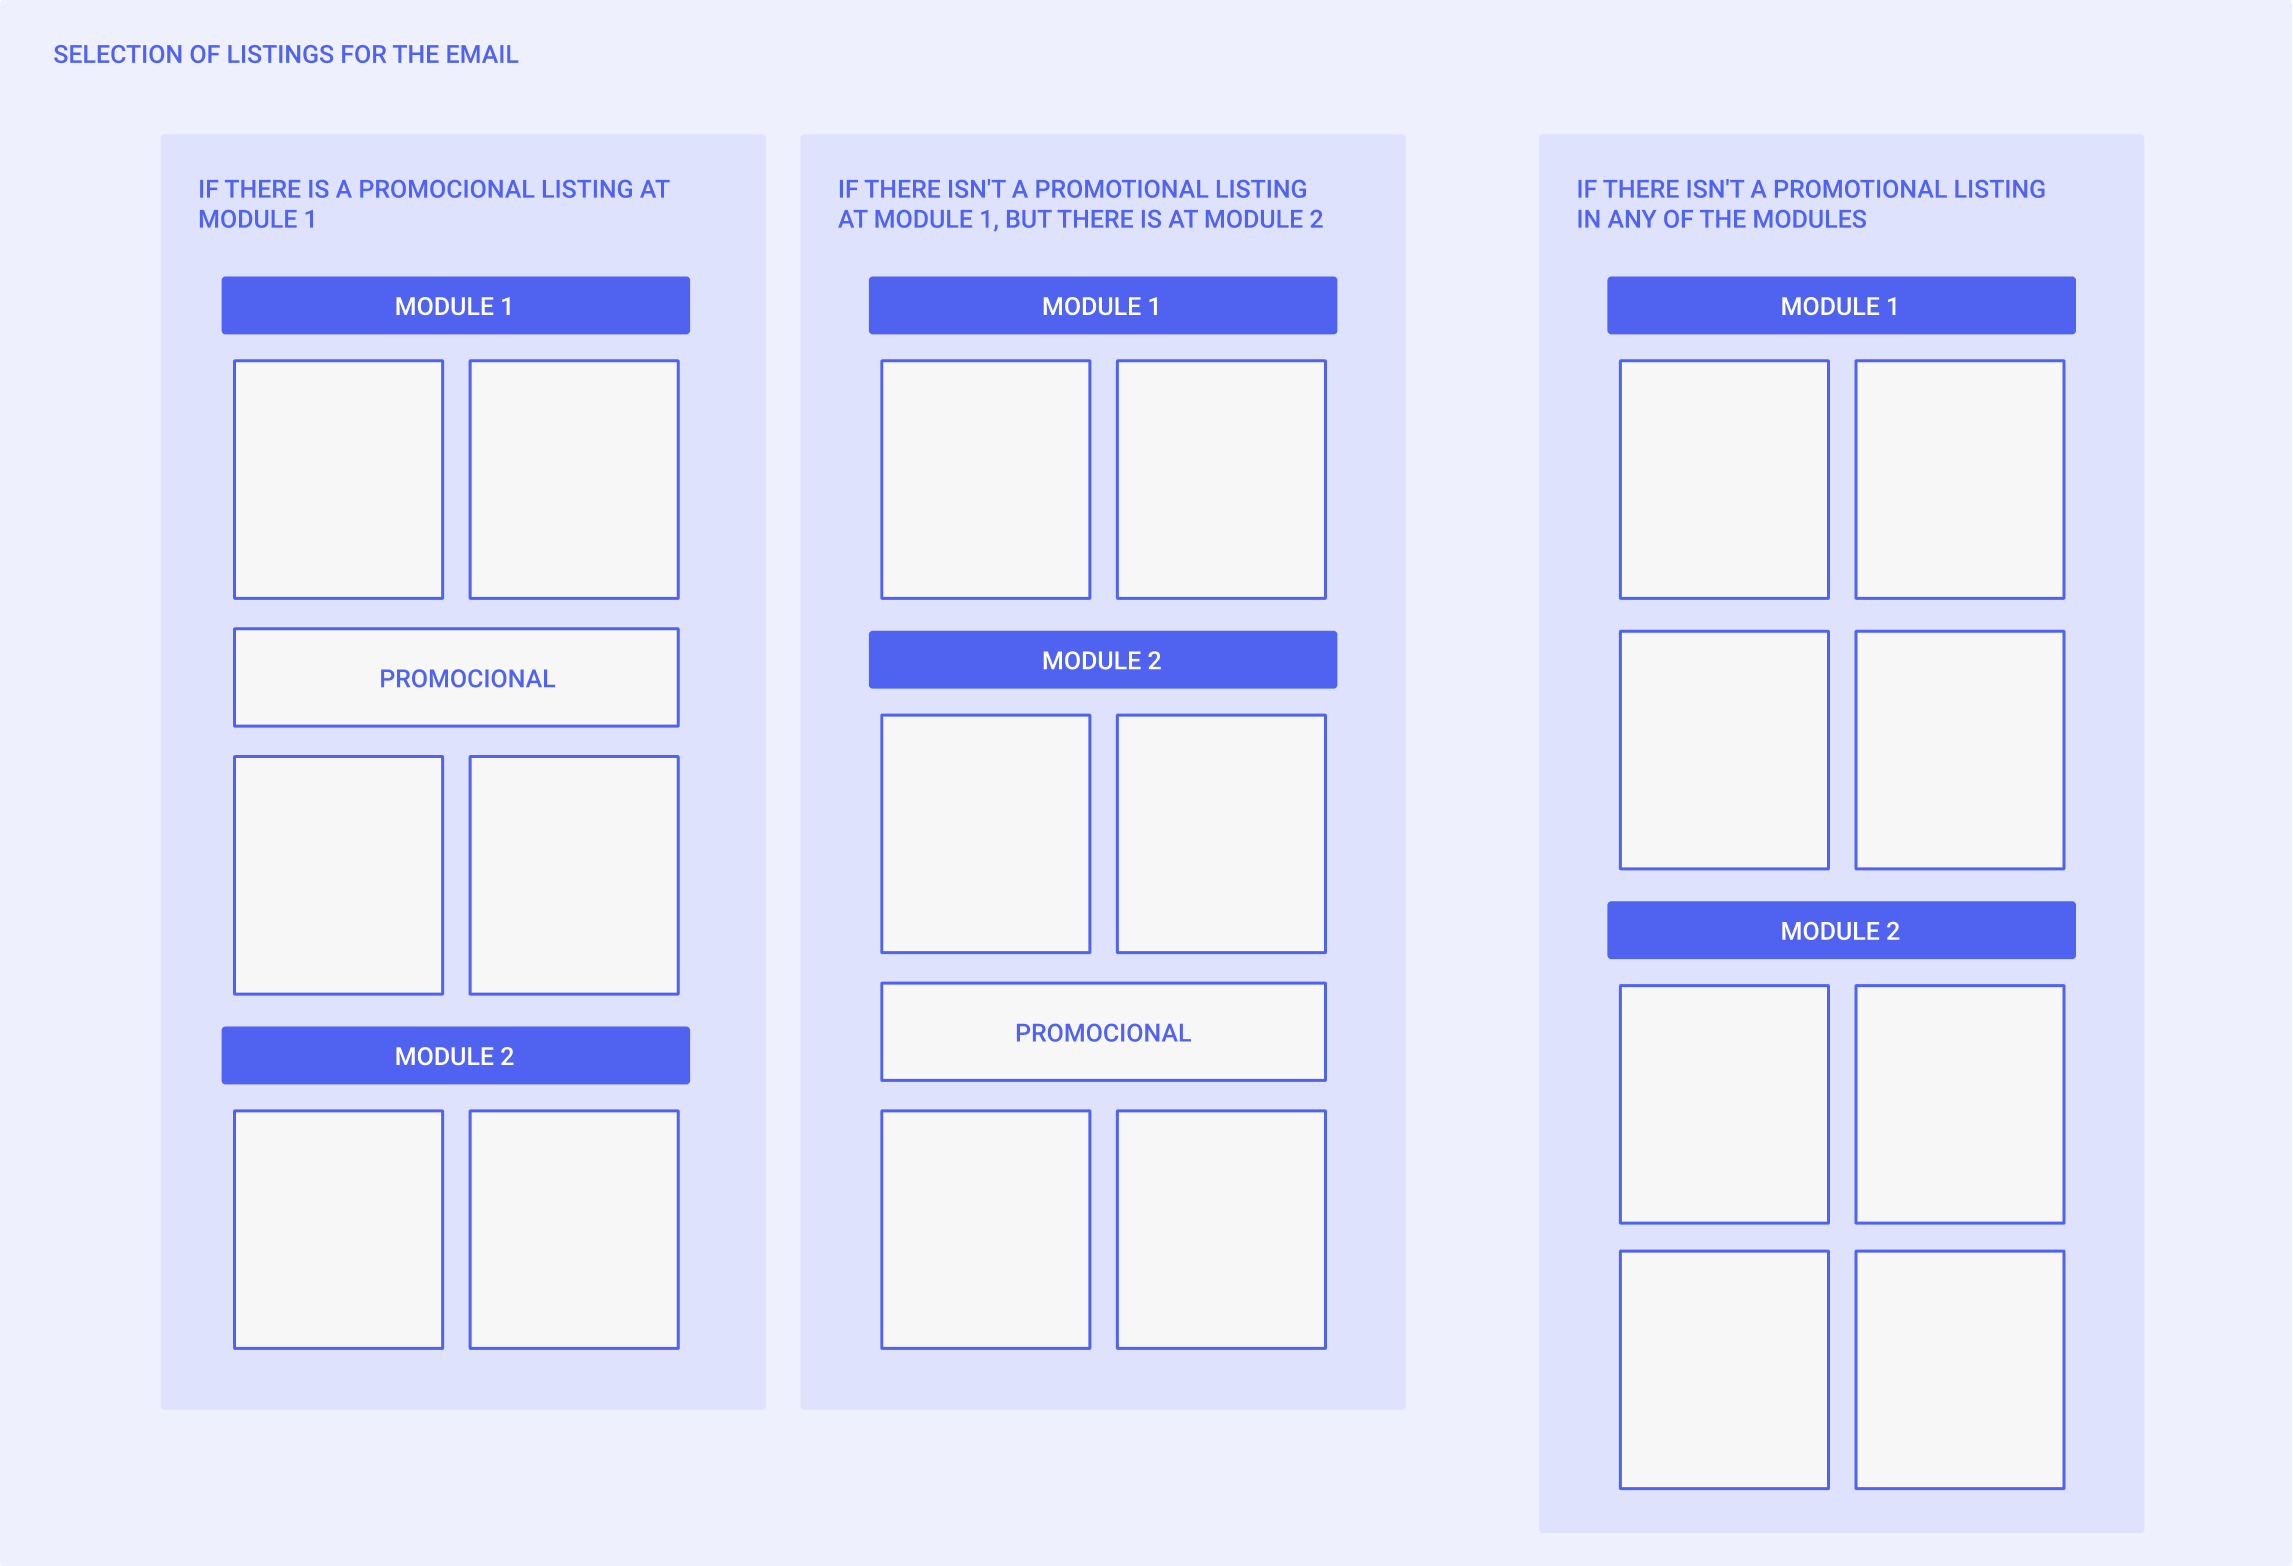 SELECTION OF LISTINGS FOR THE EMAIL
IF THERE IS A PROMOCIONAL LISTING AT
MODULE 1
MODULE 1
PROMOCIONAL
MODULE 2
IF THERE ISN'T A PROMOTIONAL LISTING
AT MODULE 1, BUT THERE IS AT MODULE 2
MODULE 1
MODULE 2
PROMOCIONAL
IF THERE ISN'T A PROMOTIONAL LISTING
IN ANY OF THE MODULES
MODULE 1
MODULE 2